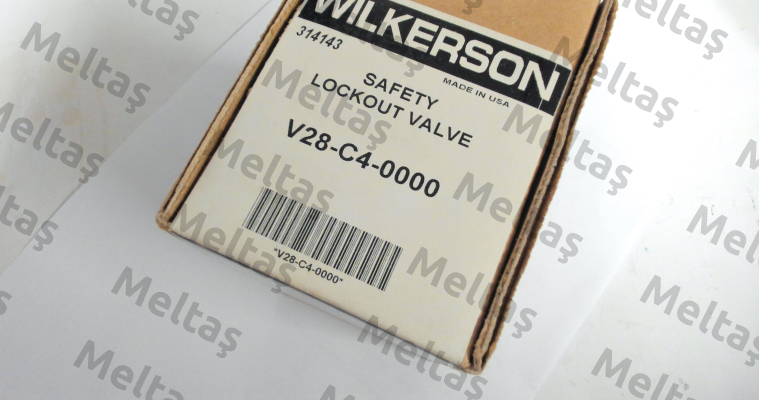 WILKERSON
314143
MADE IN USA
SAFETY
LOCKOUT VALVE
V28-C4-0000
"V28-C4-0000"
Meltaş